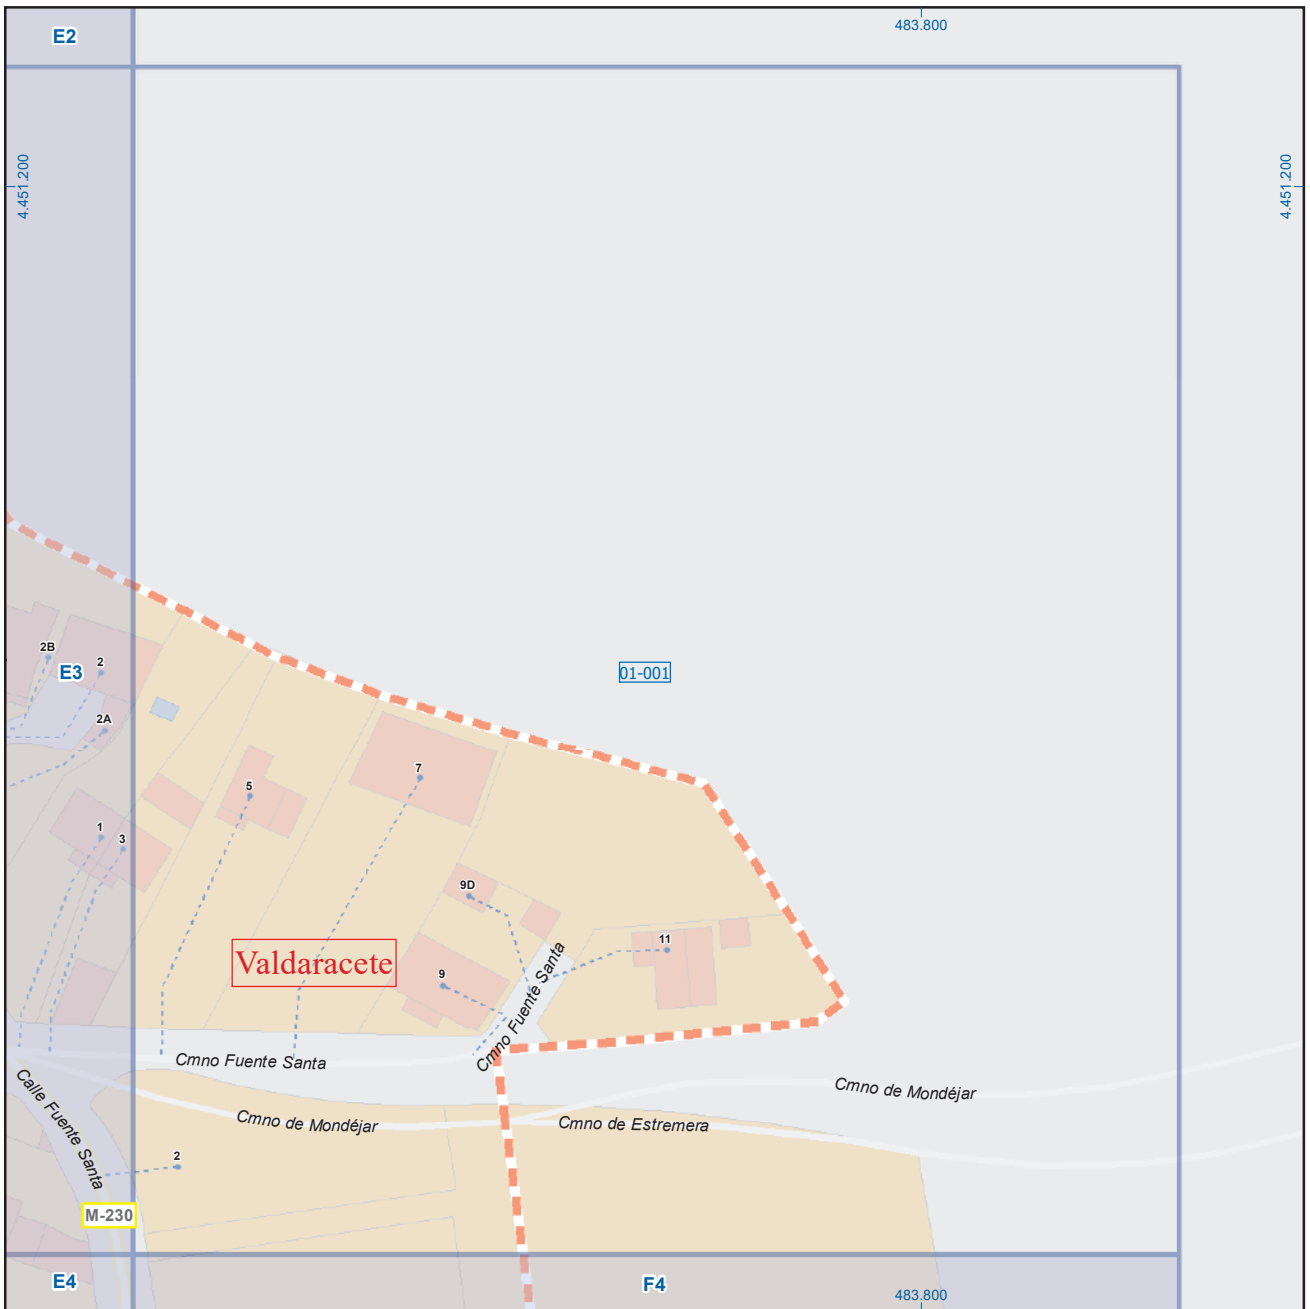 E2
483.800
4.451.200
4.451.200
2B
2
E3
01-001
2A
7
5
1
3
9D
11
Valdaracete
9
Cmno Fuente Santa
Cmno Fuente Santa
Calle Fuente Santa
Cmno de Mondéjar
Cmno de Mondéjar
Cmno de Estremera
2
M-230
E4
F4
483.800